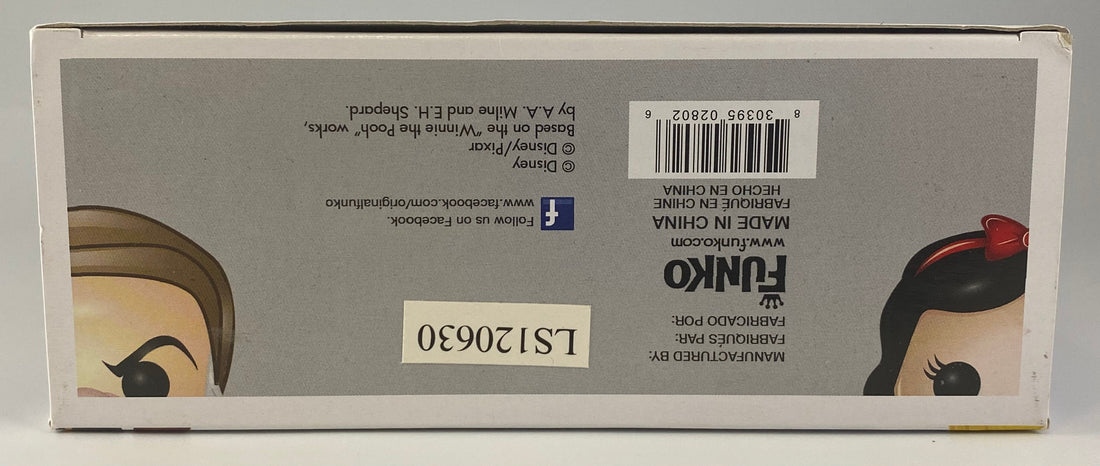 MANUFACTURED BY:
FABRIQUÉS PAR:
FABRICADO POR:
FUNKO
www.funko.com
MADE IN CHINA
FABRIQUÉ EN CHINE
HECHO EN CHINA
8 30395 02802 6
LS120630
Follow us on Facebook.
www.facebook.com/originalfunko
© Disney
© Disney/Pixar
Based on the "Winnie the Pooh" works,
by A.A. Milne and E.H. Shepard.